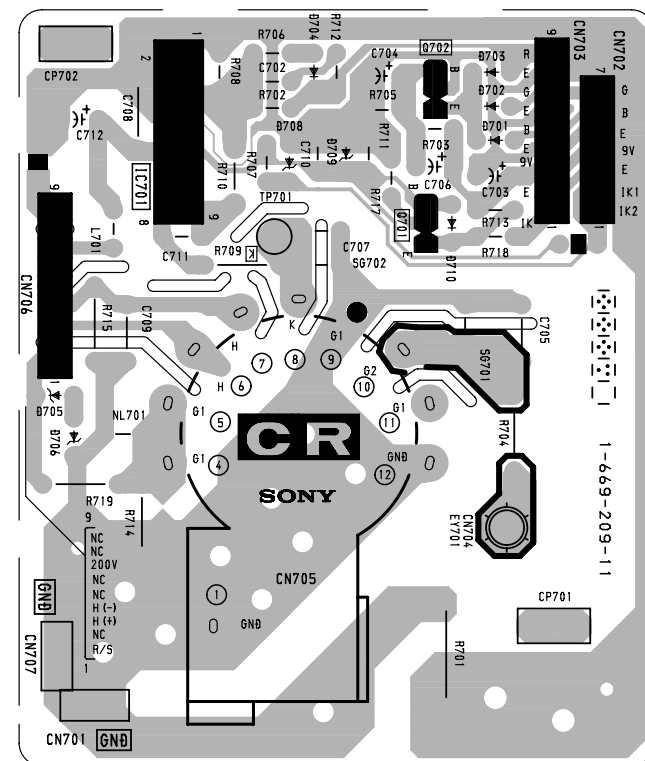 D704
R712
R706
Q702
D703
9
CN703
CN702
1
2
R708
C702
C704
B
R
7
CP702
R702
R705
D702
E
G
G
C708
E
E
B
C712
D708
R711
D701
B
E
C710
D709
R703
E
9V
9V
IC701
R710
R707
C706
C703
E
E
9
TP701
R717
B
E
IK1
8
9
Q701
R713
IK
1
1
IK2
L701
C711
R709
K
C707
SG702
E
D710
R718
CN706
R715
C709
K
G1
C705
H
7
8
9
SG701
H
6
G2
10
1
D705
G1
5
G1
11
NL701
CR
R704
D706
G1
4
GND
12
SONY
1-669-209-11
R719
R714
CN704
EY701
9
NC
NC
200V
NC
NC
H (-)
H (+)
NC
R/S
1
CN705
1
GND
GND
CP701
CN707
R701
CN701
GND